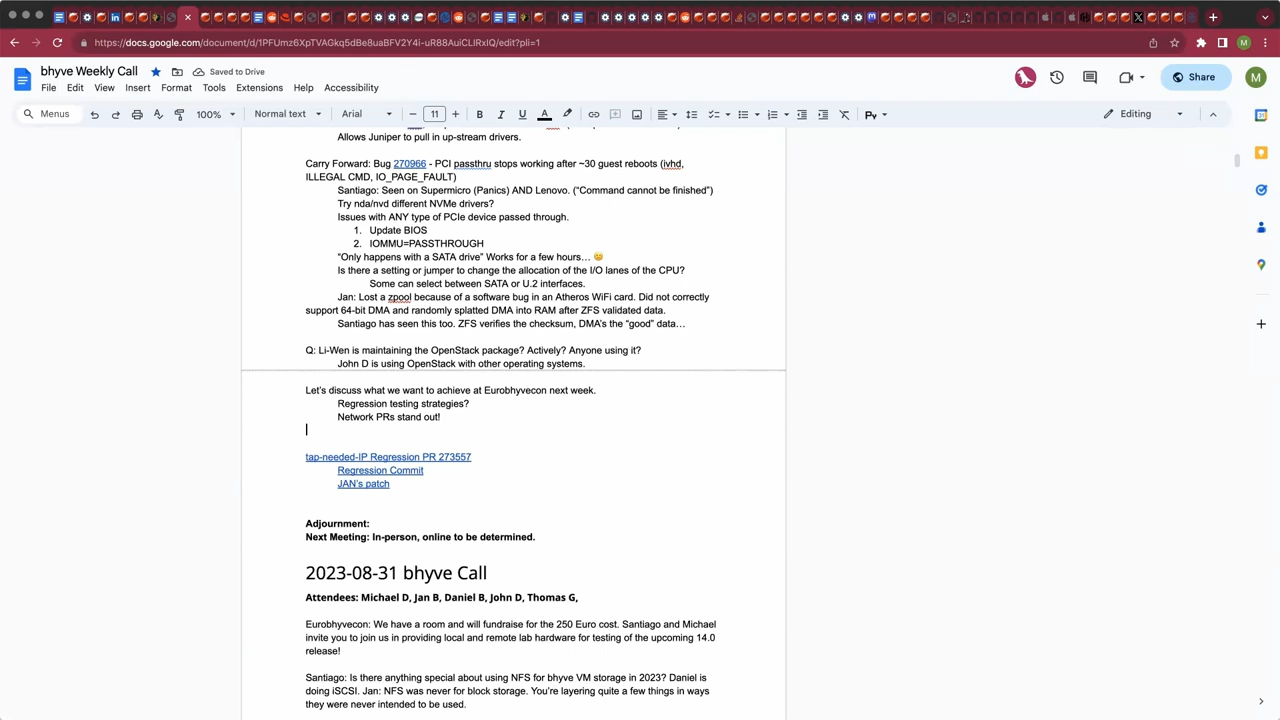 https://docs.google.com/document/d/1PFUmz6XpTVAGkq5dBe8uaBFV2Y4i-uR88AuiCLIRxIQ/edit?pli=1
bhyve Weekly Call
Saved to Drive
File Edit View Insert Format Tools Extensions Help Accessibility
Share
M
M
Menus
100%
Normal text
Arial
11
Editing
Allows Juniper to pull in up-stream drivers.
Carry Forward: Bug 270966 - PCI passthru stops working after ~30 guest reboots (ivhd,
ILLEGAL CMD, IO_PAGE_FAULT)
Santiago: Seen on Supermicro (Panics) AND Lenovo. (“Command cannot be finished”)
Try nda/nvd different NVMe drivers?
Issues with ANY type of PCIe device passed through.
1. Update BIOS
2. IOMMU=PASSTHROUGH
“Only happens with a SATA drive” Works for a few hours…
Is there a setting or jumper to change the allocation of the I/O lanes of the CPU?
Some can select between SATA or U.2 interfaces.
Jan: Lost a zpool because of a software bug in an Atheros WiFi card. Did not correctly
support 64-bit DMA and randomly splatted DMA into RAM after ZFS validated data.
Santiago has seen this too. ZFS verifies the checksum, DMA’s the “good” data…
Q: Li-Wen is maintaining the OpenStack package? Actively? Anyone using it?
John D is using OpenStack with other operating systems.
Let’s discuss what we want to achieve at Eurobhyvecon next week.
Regression testing strategies?
Network PRs stand out!
tap-needed-IP Regression PR 273557
Regression Commit
JAN’s patch
Adjournment:
Next Meeting: In-person, online to be determined.
2023-08-31 bhyve Call
Attendees: Michael D, Jan B, Daniel B, John D, Thomas G,
Eurobhyvecon: We have a room and will fundraise for the 250 Euro cost. Santiago and Michael
invite you to join us in providing local and remote lab hardware for testing of the upcoming 14.0
release!
Santiago: Is there anything special about using NFS for bhyve VM storage in 2023? Daniel is
doing iSCSI. Jan: NFS was never for block storage. You’re layering quite a few things in ways
they were never intended to be used.